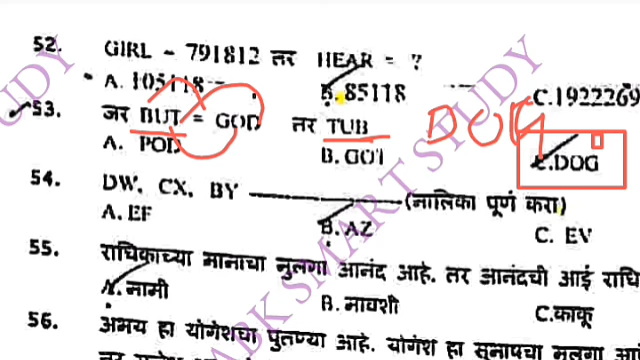 52. GIRL - 791812 तर HEAR = ?
A. 105118 B. 85118 C. 1922269
53. जर BUT = GOD तर TUB DOG
A. POD B. GOT C. DOG
54. DW, CX, BY (मालिका पूर्ण करा)
A. EF B. AZ C. EV
55. राधिकाच्या मामाचा मुलगा आनंद आहे. तर आनंदची आई राधि
A. मामी B. मावशी C. काकू
56. अभय हा योगेशचा पुतण्या आहे. योगेश हा
ABK SMART STUDY